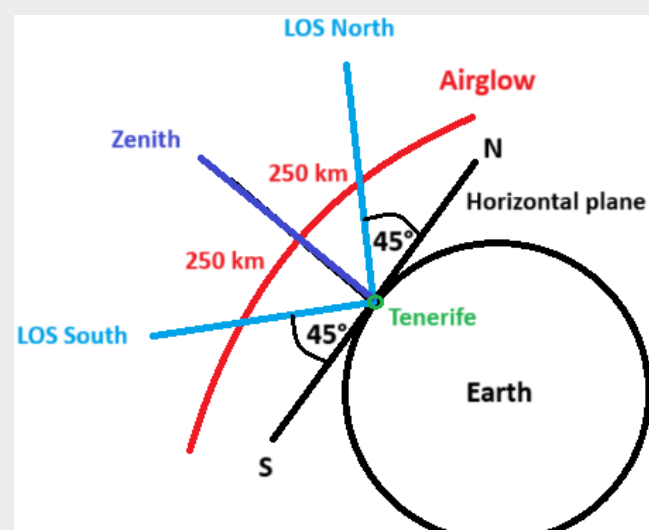 LOS North
Airglow
Zenith
N
250 km
Horizontal plane
45°
250 km
Tenerife
LOS South
45°
Earth
S